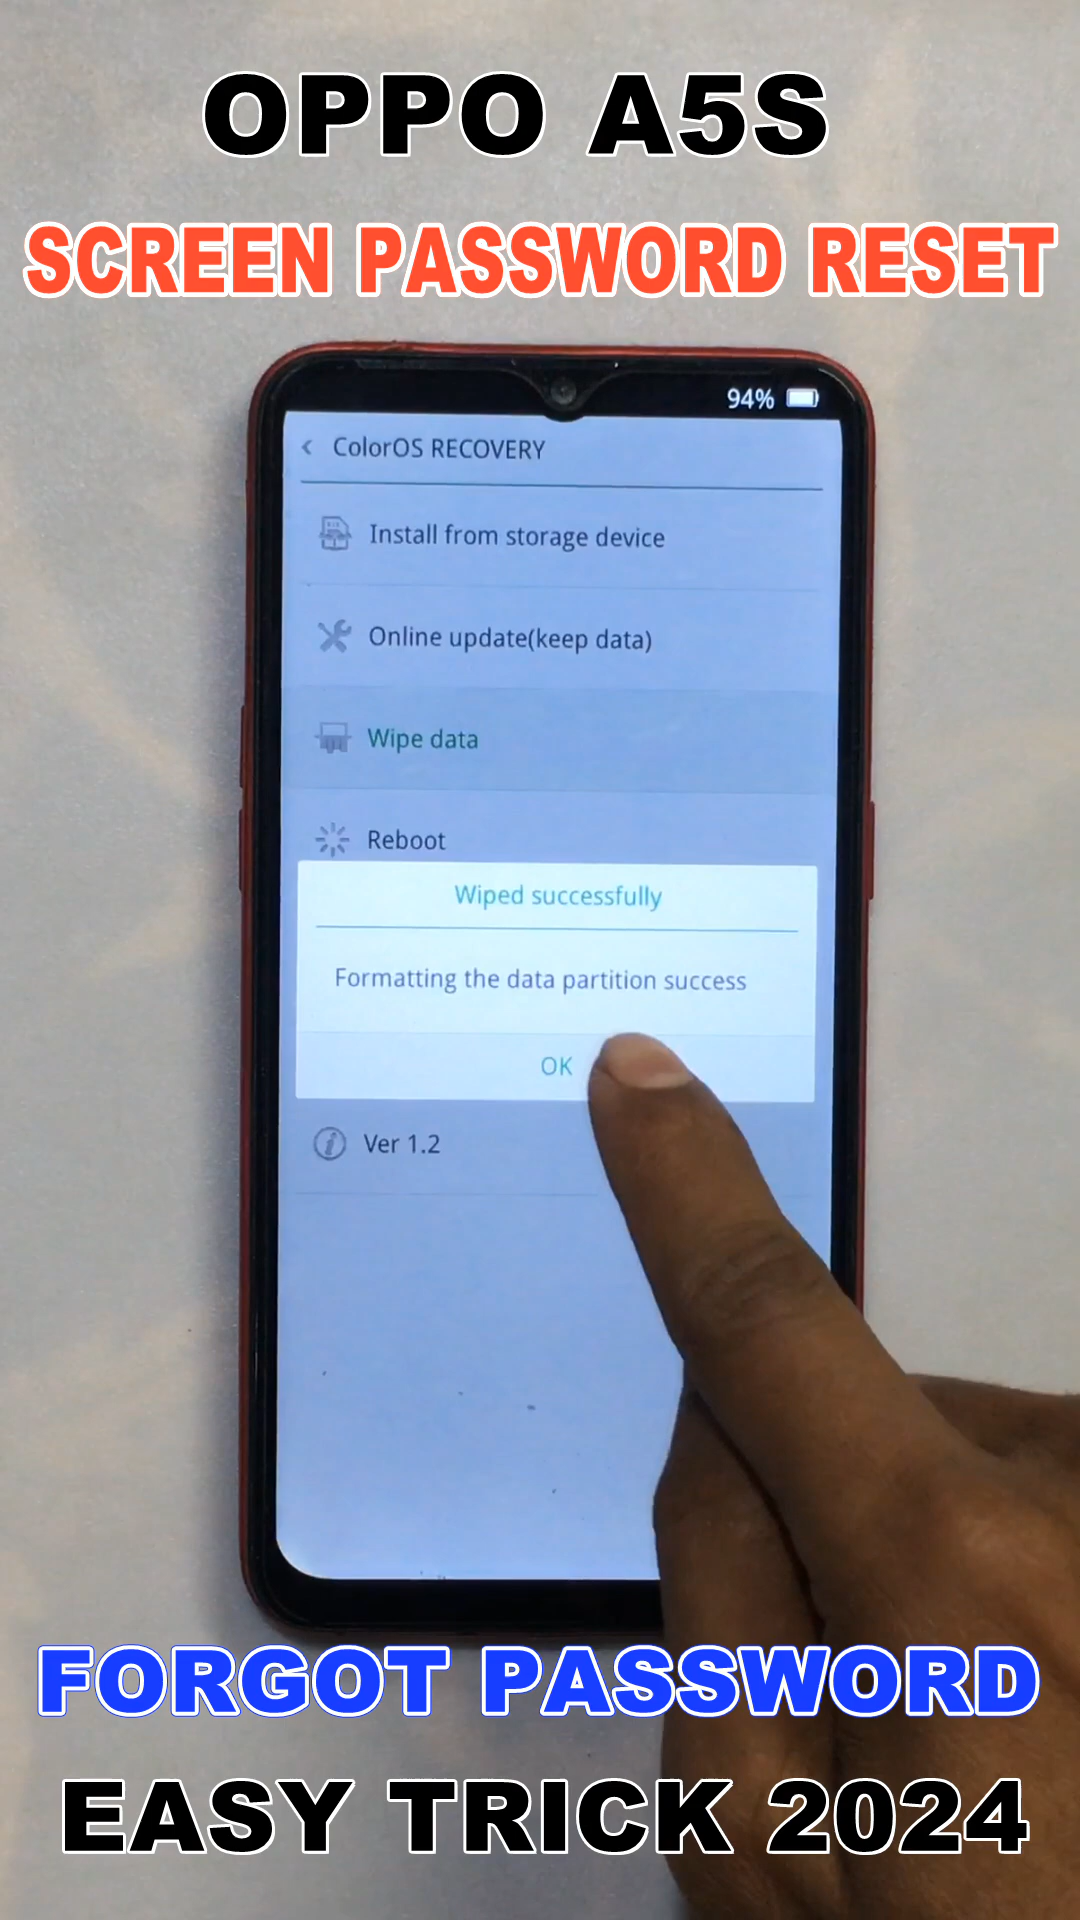 OPPO A5S
SCREEN PASSWORD RESET
94%
ColorOS RECOVERY
Install from storage device
Online update(keep data)
Wipe data
Reboot
Wiped successfully
Formatting the data partition success
OK
Ver 1.2
FORGOT PASSWORD
EASY TRICK 2024